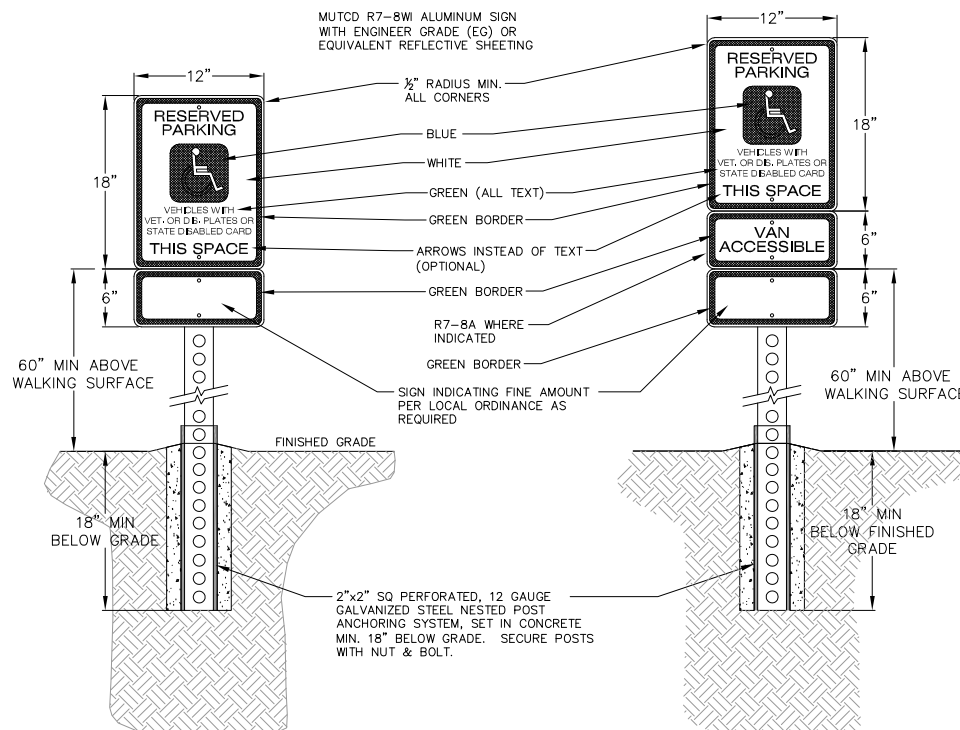 MUTCD R7-8WI ALUMINUM SIGN
WITH ENGINEER GRADE (EG) OR
EQUIVALENT REFLECTIVE SHEETING
12"
12"
½" RADIUS MIN.
ALL CORNERS
RESERVED
PARKING
VEHICLES WITH
VET. OR DIS. PLATES OR
STATE DISABLED CARD
THIS SPACE
18"
6"
RESERVED
PARKING
VEHICLES WITH
VET. OR DIS. PLATES OR
STATE DISABLED CARD
THIS SPACE
VAN
ACCESSIBLE
18"
6"
6"
BLUE
WHITE
GREEN (ALL TEXT)
GREEN BORDER
ARROWS INSTEAD OF TEXT
(OPTIONAL)
GREEN BORDER
R7-8A WHERE
INDICATED
GREEN BORDER
SIGN INDICATING FINE AMOUNT
PER LOCAL ORDINANCE AS
REQUIRED
60" MIN ABOVE
WALKING SURFACE
60" MIN ABOVE
WALKING SURFACE
FINISHED GRADE
18" MIN
BELOW GRADE
18" MIN
BELOW FINISHED
GRADE
2"x2" SQ PERFORATED, 12 GAUGE
GALVANIZED STEEL NESTED POST
ANCHORING SYSTEM, SET IN CONCRETE
MIN. 18" BELOW GRADE. SECURE POSTS
WITH NUT & BOLT.